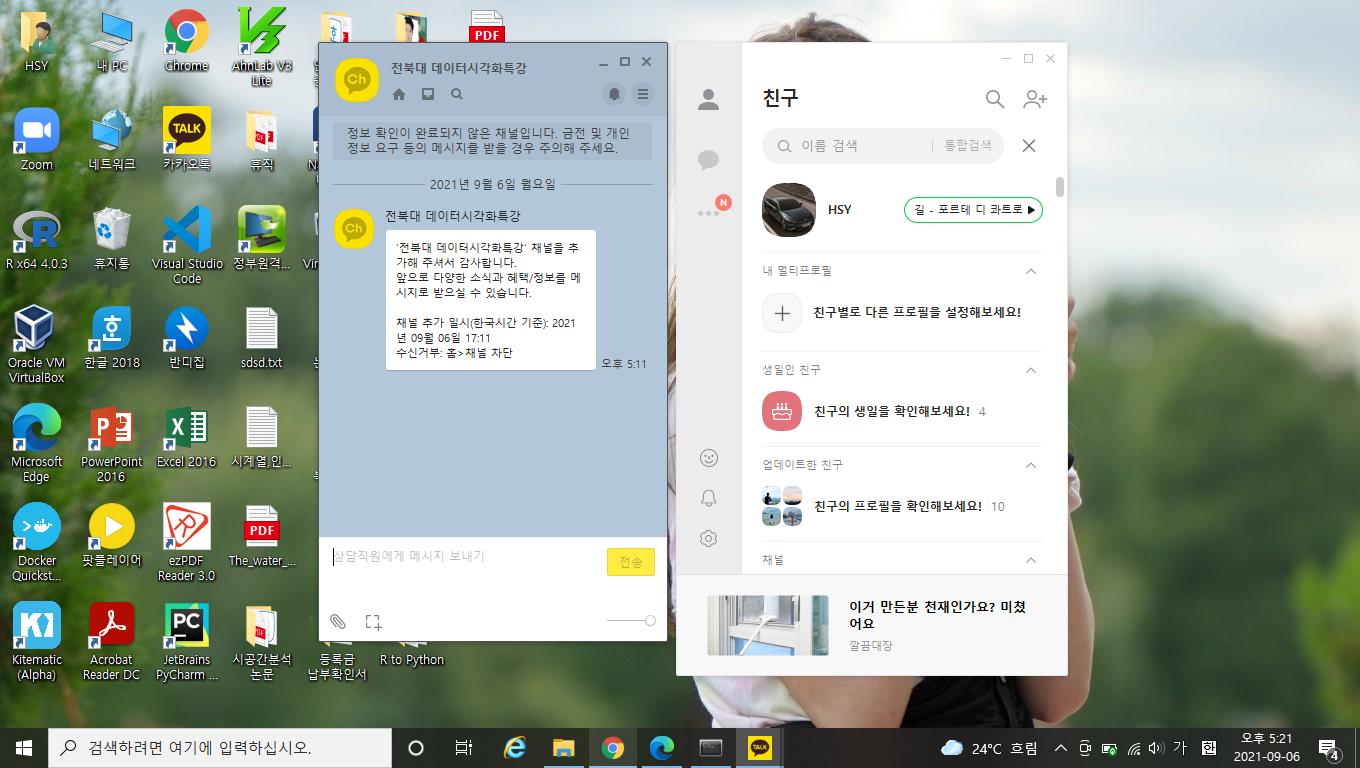 HSY
내 PC
Chrome
AhnLab V3
Lite
PDF
Zoom
네트워크
TALK
카카오톡
휴직
R x64 4.0.3
휴지통
Visual Studio
Code
정부원격...
Oracle VM
VirtualBox
한글 2018
반디집
sdsd.txt
Microsoft
Edge
PowerPoint
2016
Excel 2016
시계열,인...
Docker
Quickst...
팟플레이어
ezPDF
Reader 3.0
PDF
The_water_...
Kitematic
(Alpha)
Acrobat
Reader DC
PC
JetBrains
PyCharm ...
시공간분석
논문
등록금
납부확인서
R to Python
Ch
전북대 데이터시각화특강
정보 확인이 완료되지 않은 채널입니다. 금전 및 개인
정보 요구 등의 메시지를 받을 경우 주의해 주세요.
2021년 9월 6일 월요일
Ch
전북대 데이터시각화특강
'전북대 데이터시각화특강' 채널을 추
가해 주셔서 감사합니다.
앞으로 다양한 소식과 혜택/정보를 메
시지로 받으실 수 있습니다.
채널 추가 일시(한국시간 기준): 2021
년 09월 06일 17:11
수신거부: 홈>채널 차단
오후 5:11
상담직원에게 메시지 보내기
전송
친구
이름 검색
통합검색
N
HSY
길 - 포르테 디 콰트로
내 멀티프로필
친구별로 다른 프로필을 설정해보세요!
생일인 친구
친구의 생일을 확인해보세요! 4
업데이트한 친구
친구의 프로필을 확인해보세요! 10
채널
이거 만든분 천재인가요? 미쳤
어요
깔끔대장
검색하려면 여기에 입력하십시오.
TALK
24°C 흐림
가
한
오후 5:21
2021-09-06
4